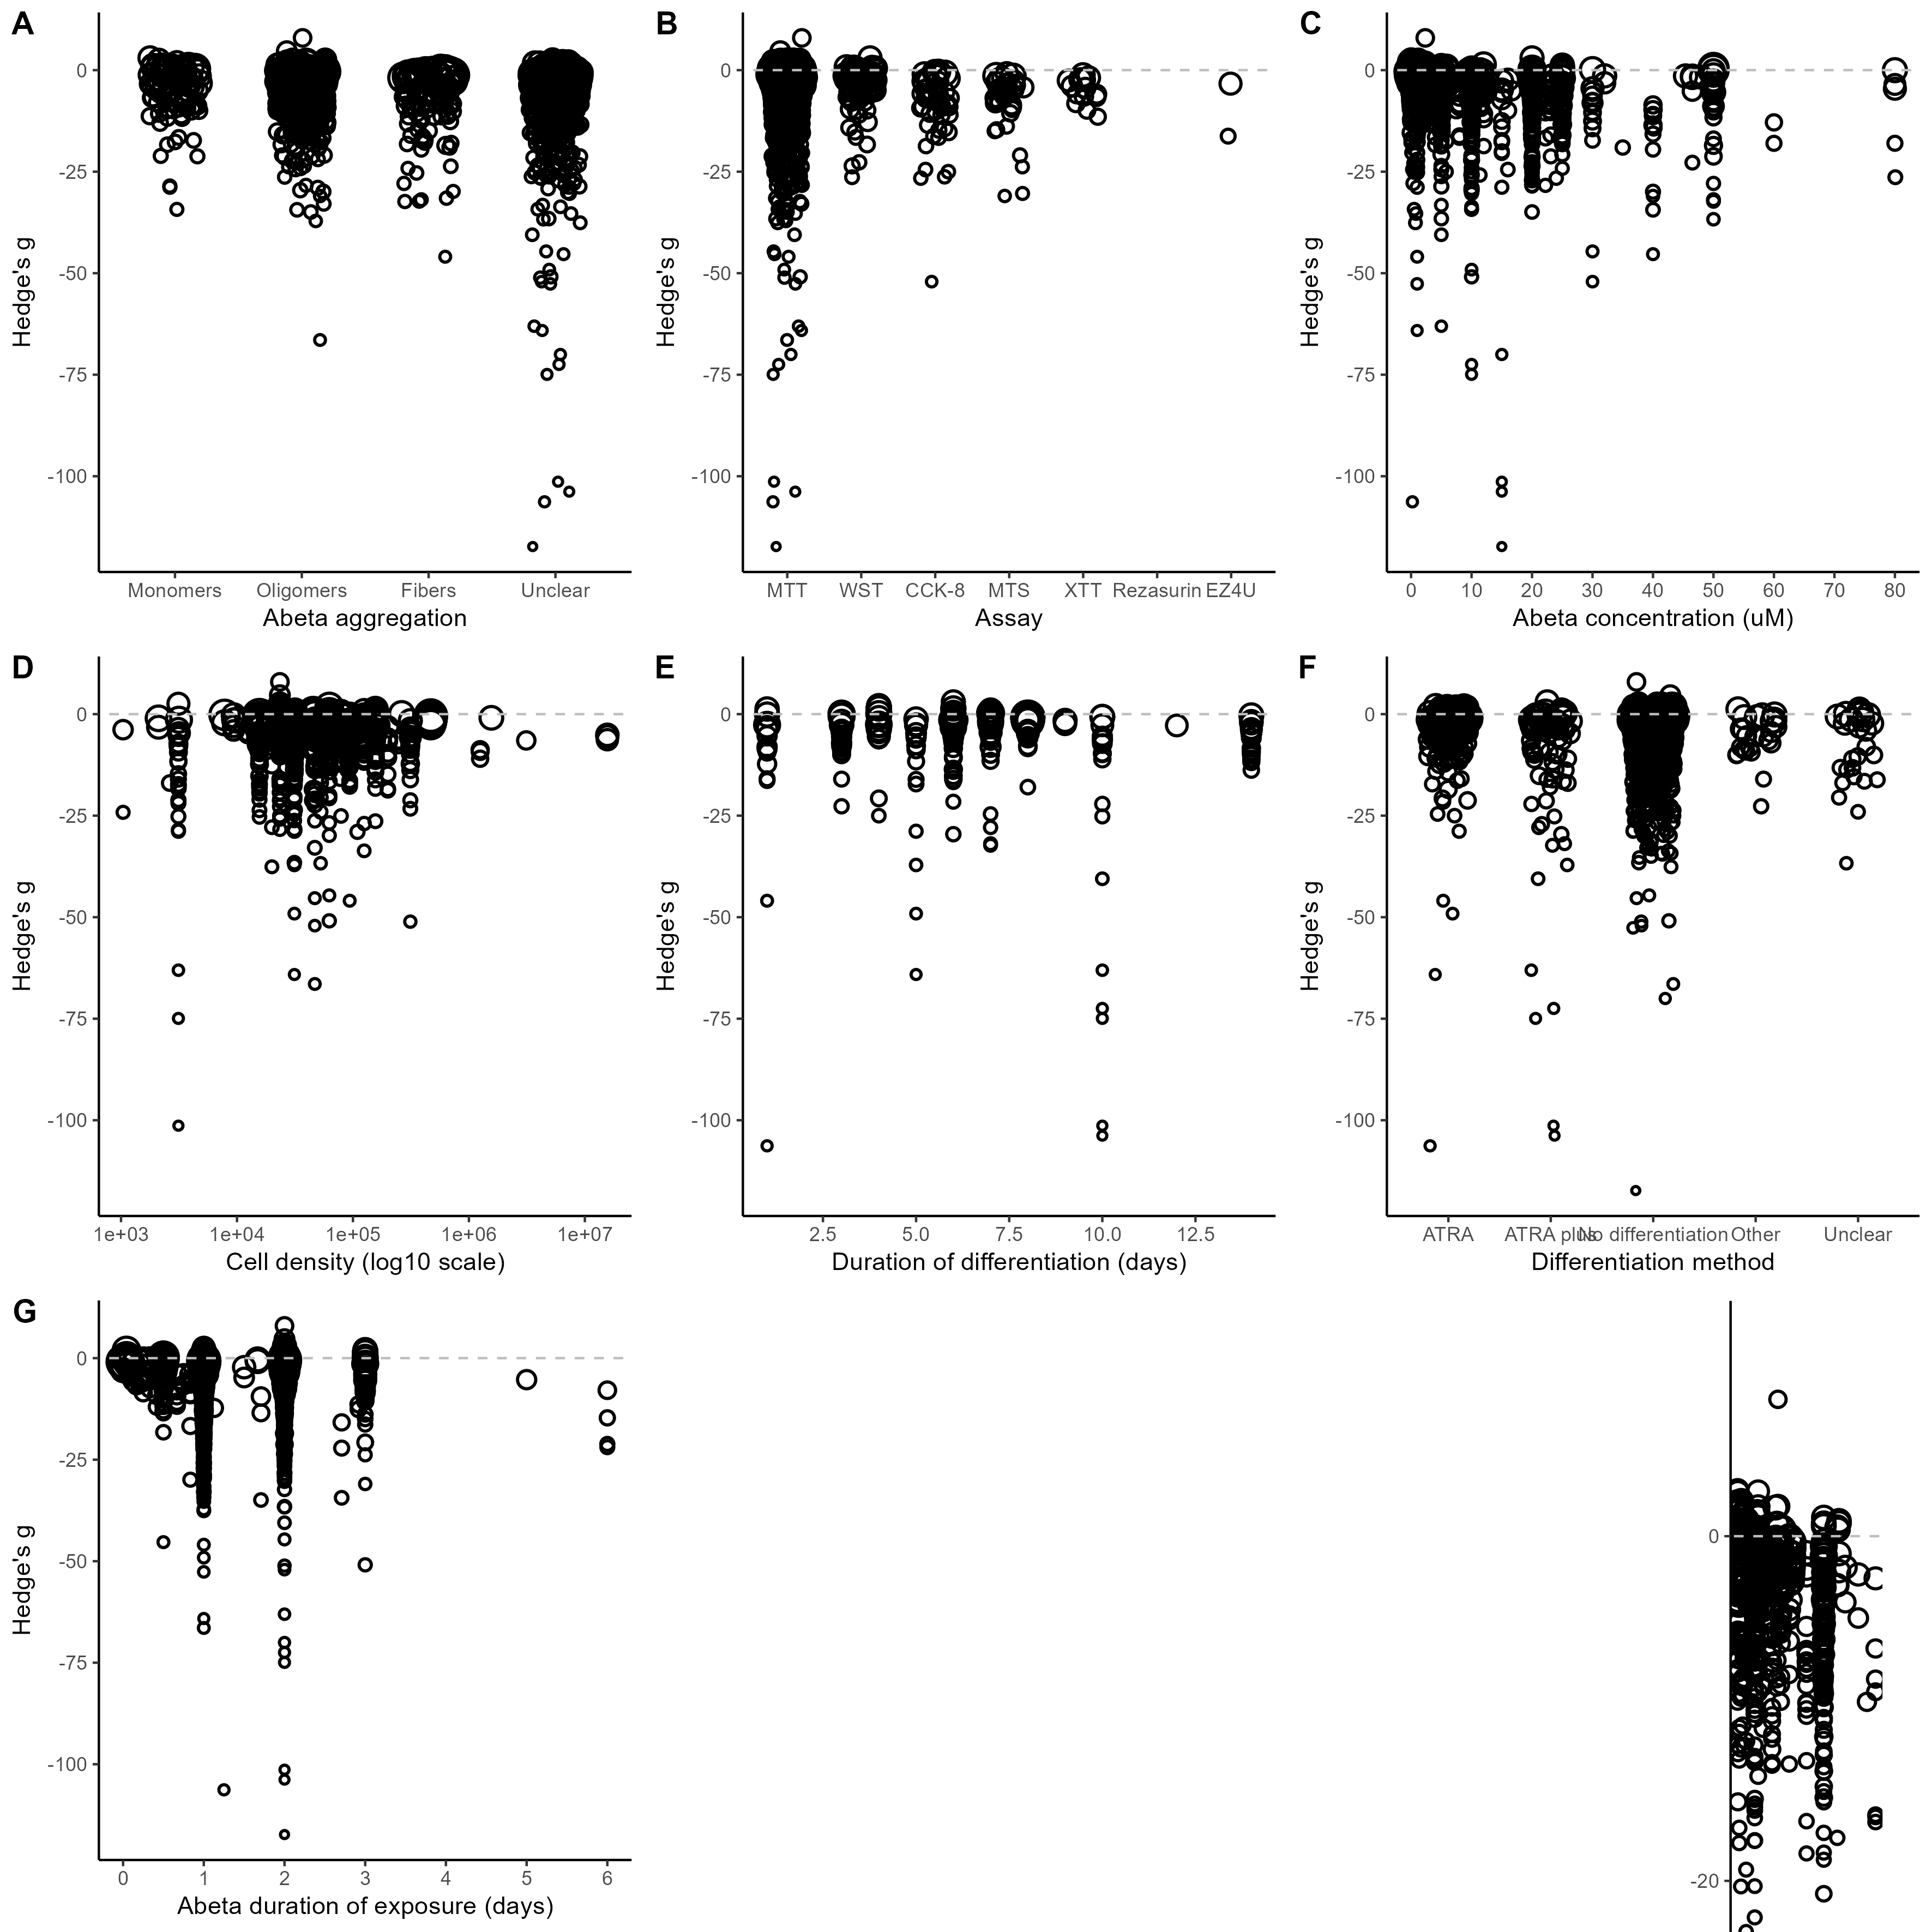 A
0
-25
-50
-75
-100
Hedge's g
Monomers Oligomers Fibers Unclear
Abeta aggregation
B
0
-25
-50
-75
-100
Hedge's g
MTT WST CCK-8 MTS XTT Rezasurin EZ4U
Assay
C
0
-25
-50
-75
-100
Hedge's g
0 10 20 30 40 50 60 70 80
Abeta concentration (uM)
D
0
-25
-50
-75
-100
Hedge's g
1e+03 1e+04 1e+05 1e+06 1e+07
Cell density (log10 scale)
E
0
-25
-50
-75
-100
Hedge's g
2.5 5.0 7.5 10.0 12.5
Duration of differentiation (days)
F
0
-25
-50
-75
-100
Hedge's g
ATRA ATRA plus No differentiation Other Unclear
Differentiation method
G
0
-25
-50
-75
-100
Hedge's g
0 1 2 3 4 5 6
Abeta duration of exposure (days)
0
-20